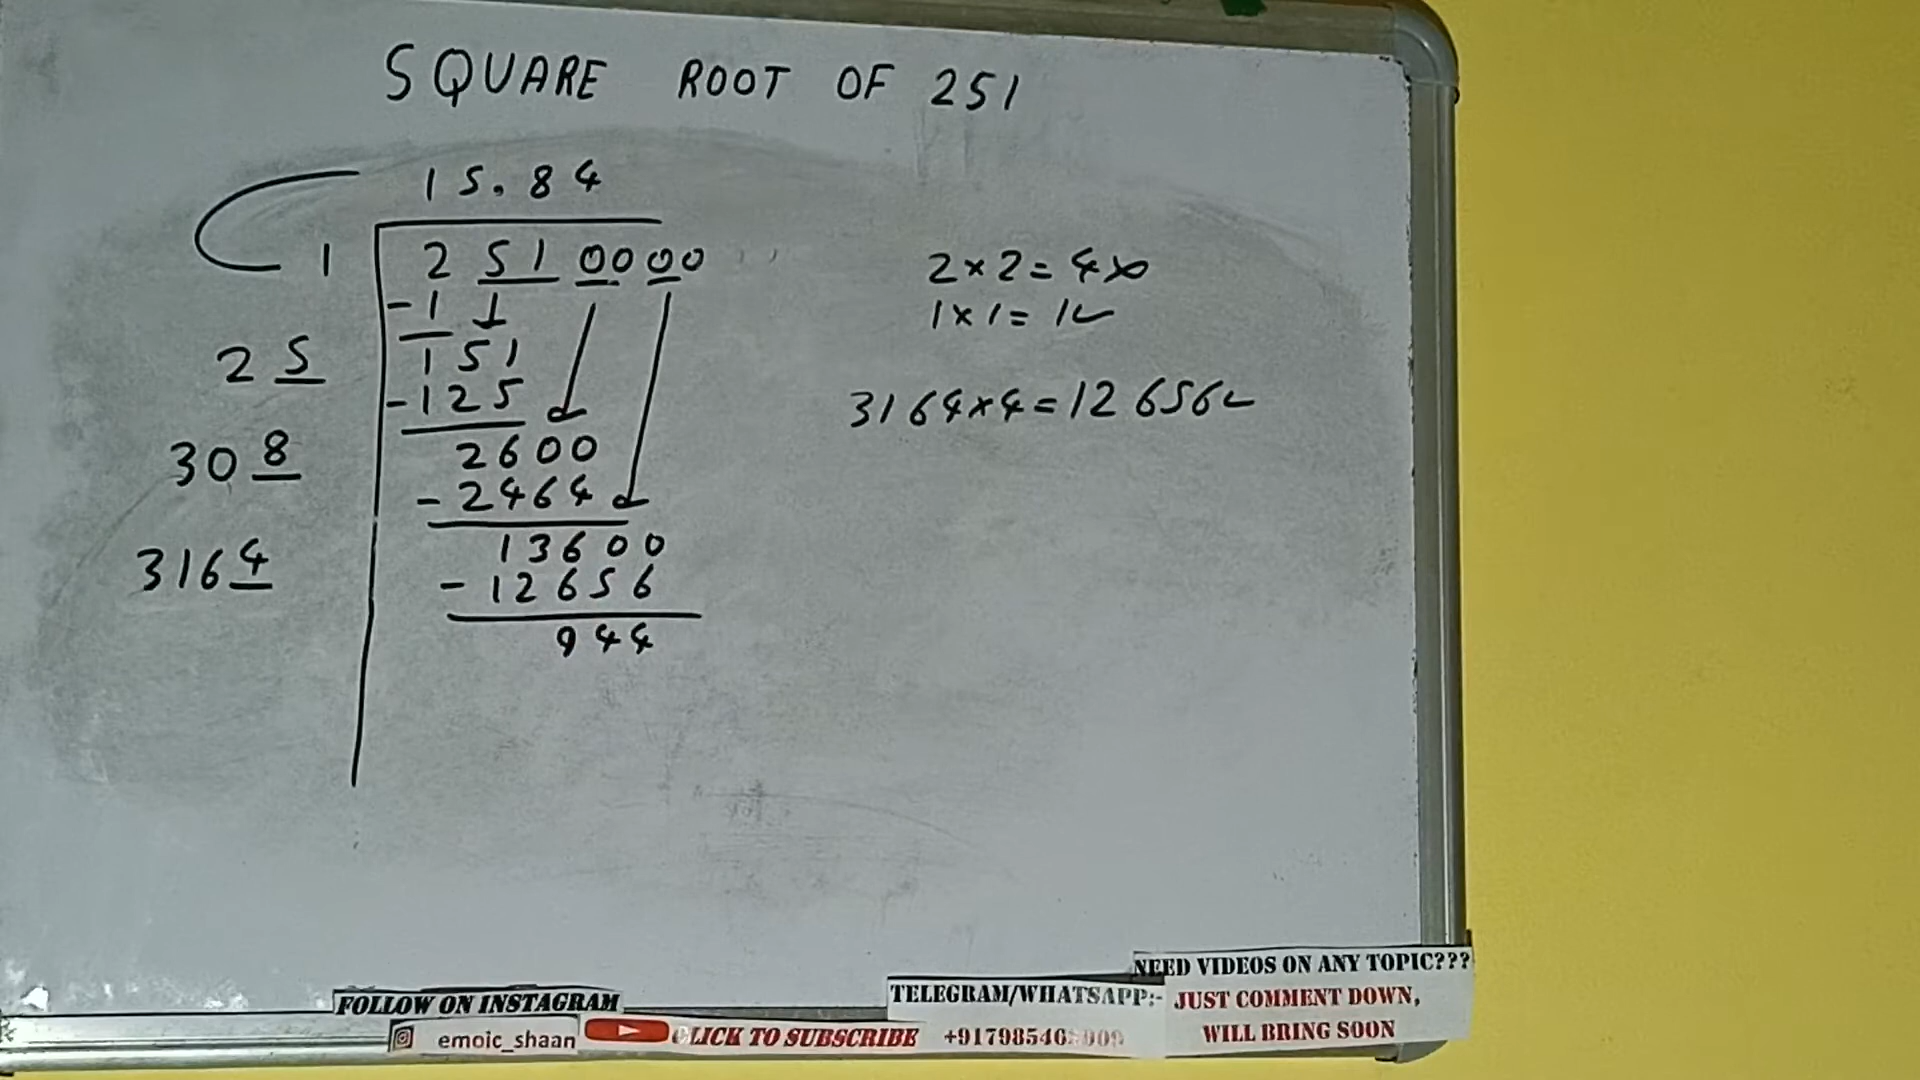 SQUARE ROOT OF 251
15.84
1 2 51 00 00 ..
2×2=4×
-1
1×1=1✓
25 151
-125
3164×4=12656✓
308 2600
-2464
3164 13600
-12656
944
NEED VIDEOS ON ANY TOPIC???
JUST COMMENT DOWN,
WILL BRING SOON
TELEGRAM/WHATSAPP:-
FOLLOW ON INSTAGRAM
emoic_shaan
CLICK TO SUBSCRIBE